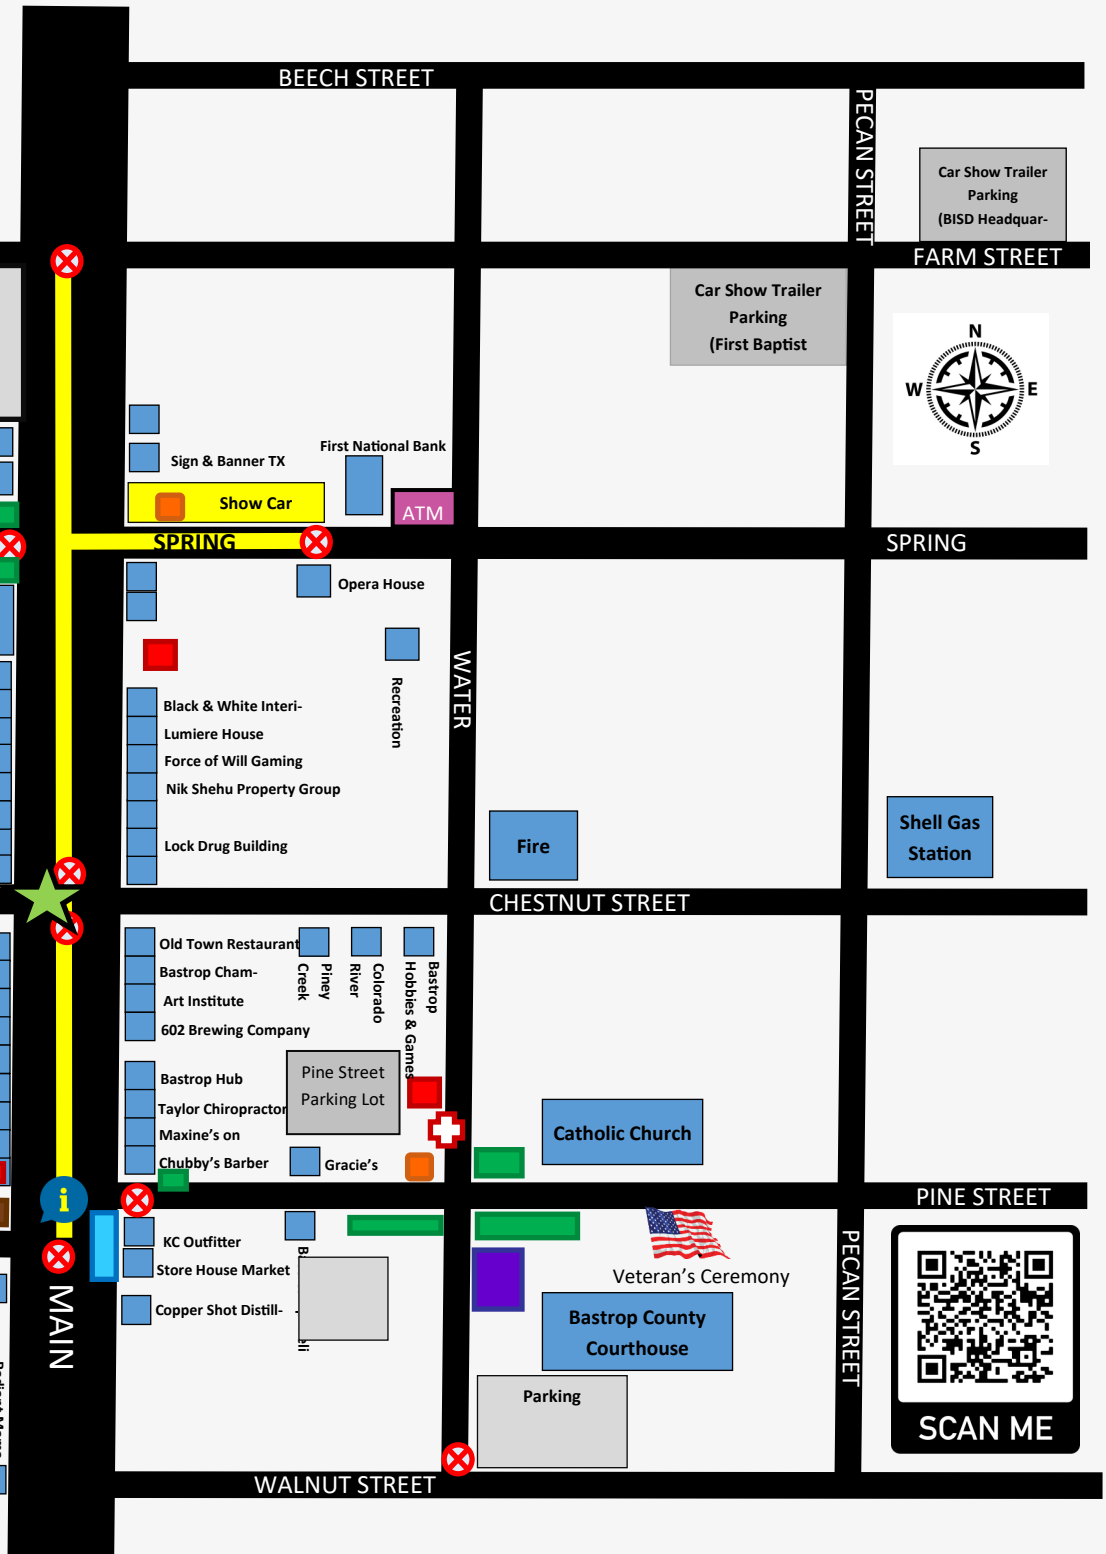 BEECH STREET
PECAN STREET
Car Show Trailer
Parking
(BISD Headquar-
FARM STREET
Car Show Trailer
Parking
(First Baptist
N
W
E
S
First National Bank
Sign & Banner TX
Show Car
ATM
SPRING
SPRING
Opera House
Recreation
WATER
Black & White Interi-
Lumiere House
Force of Will Gaming
Nik Shehu Property Group
Lock Drug Building
Fire
Shell Gas
Station
CHESTNUT STREET
Old Town Restaurant
Bastrop Cham-
Art Institute
602 Brewing Company
Piney
Creek
Colorado
River
Bastrop
Hobbies & Games
Bastrop Hub
Taylor Chiropractor
Maxine's on
Chubby's Barber
Pine Street
Parking Lot
Gracie's
Catholic Church
i
PINE STREET
KC Outfitter
Store House Market
Copper Shot Distill-
Veteran's Ceremony
Bastrop County
Courthouse
Parking
PECAN STREET
MAIN
SCAN ME
WALNUT STREET